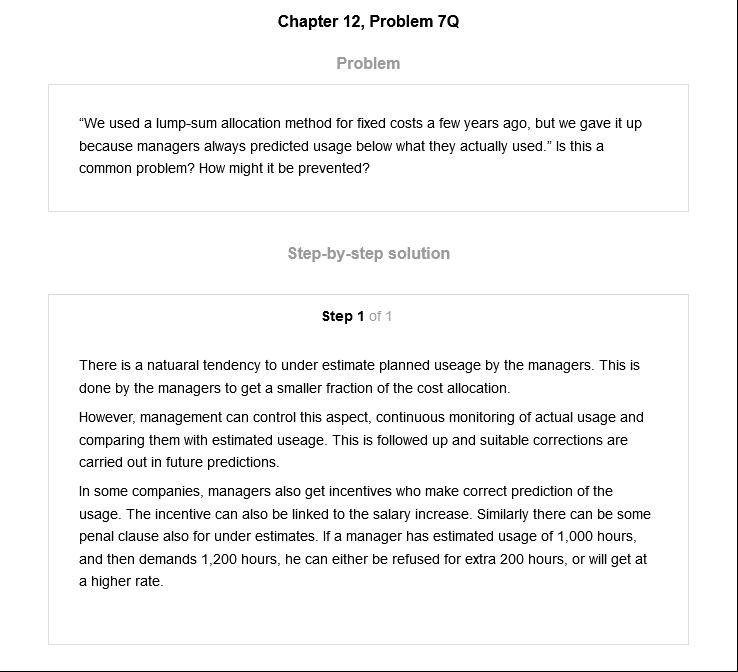 Chapter 12, Problem 7Q
Problem
“We used a lump-sum allocation method for fixed costs a few years ago, but we gave it up
because managers always predicted usage below what they actually used.” Is this a
common problem? How might it be prevented?
Step-by-step solution
Step 1 of 1
There is a natuaral tendency to under estimate planned useage by the managers. This is
done by the managers to get a smaller fraction of the cost allocation.
However, management can control this aspect, continuous monitoring of actual usage and
comparing them with estimated useage. This is followed up and suitable corrections are
carried out in future predictions.
In some companies, managers also get incentives who make correct prediction of the
usage. The incentive can also be linked to the salary increase. Similarly there can be some
penal clause also for under estimates. If a manager has estimated usage of 1,000 hours,
and then demands 1,200 hours, he can either be refused for extra 200 hours, or will get at
a higher rate.